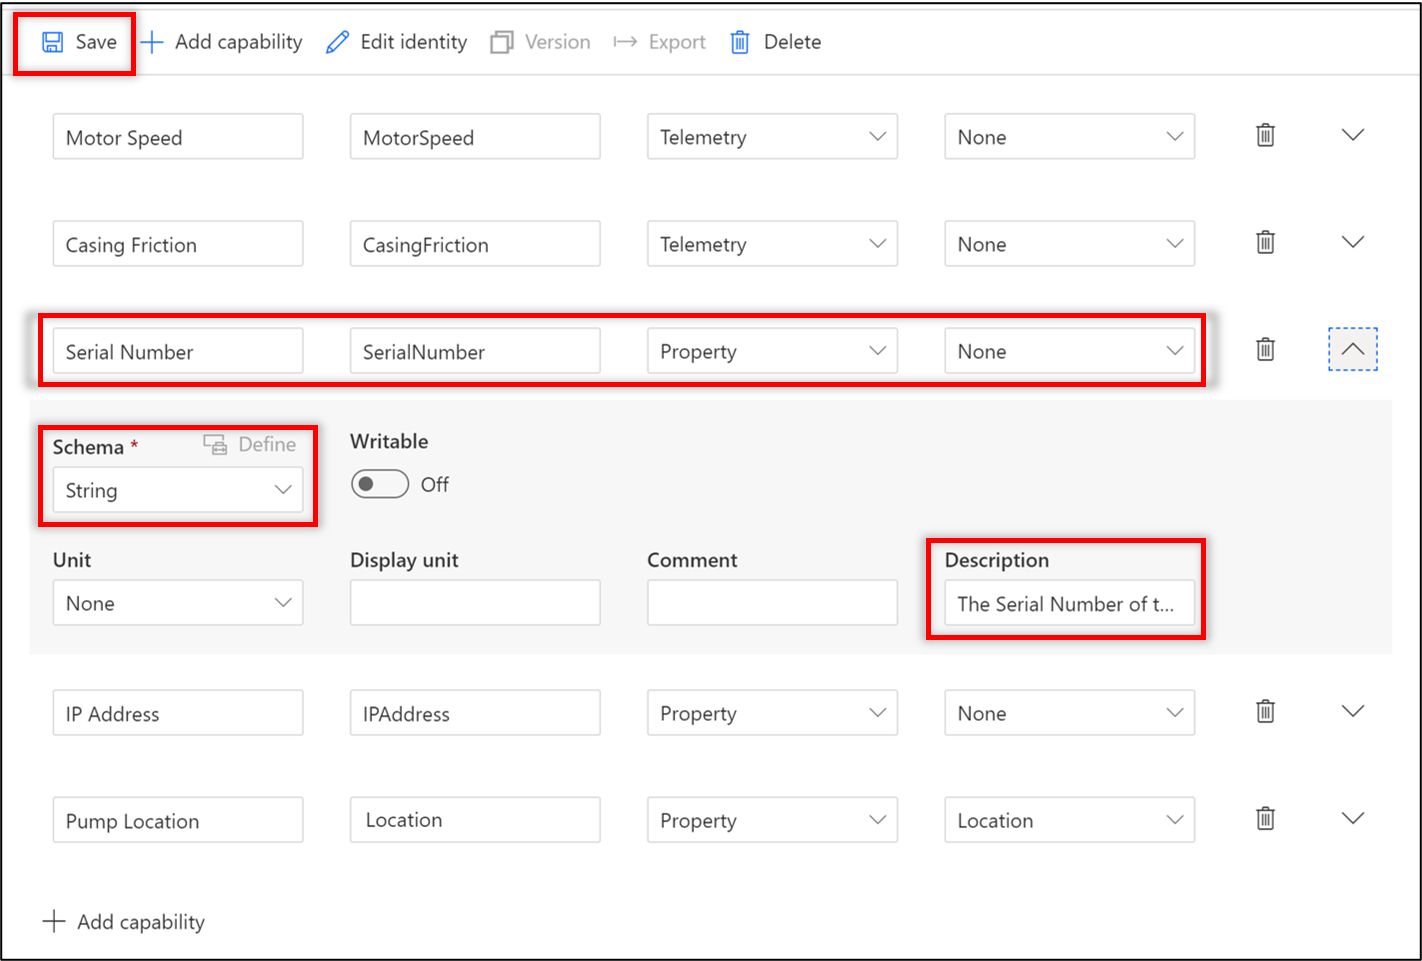 Save Add capability Edit identity Version Export Delete
Motor Speed MotorSpeed Telemetry None
Casing Friction CasingFriction Telemetry None
Serial Number SerialNumber Property None
Schema * Define Writable
String Off
Unit Display unit Comment Description
None The Serial Number of t...
IP Address IPAddress Property None
Pump Location Location Property Location
Add capability